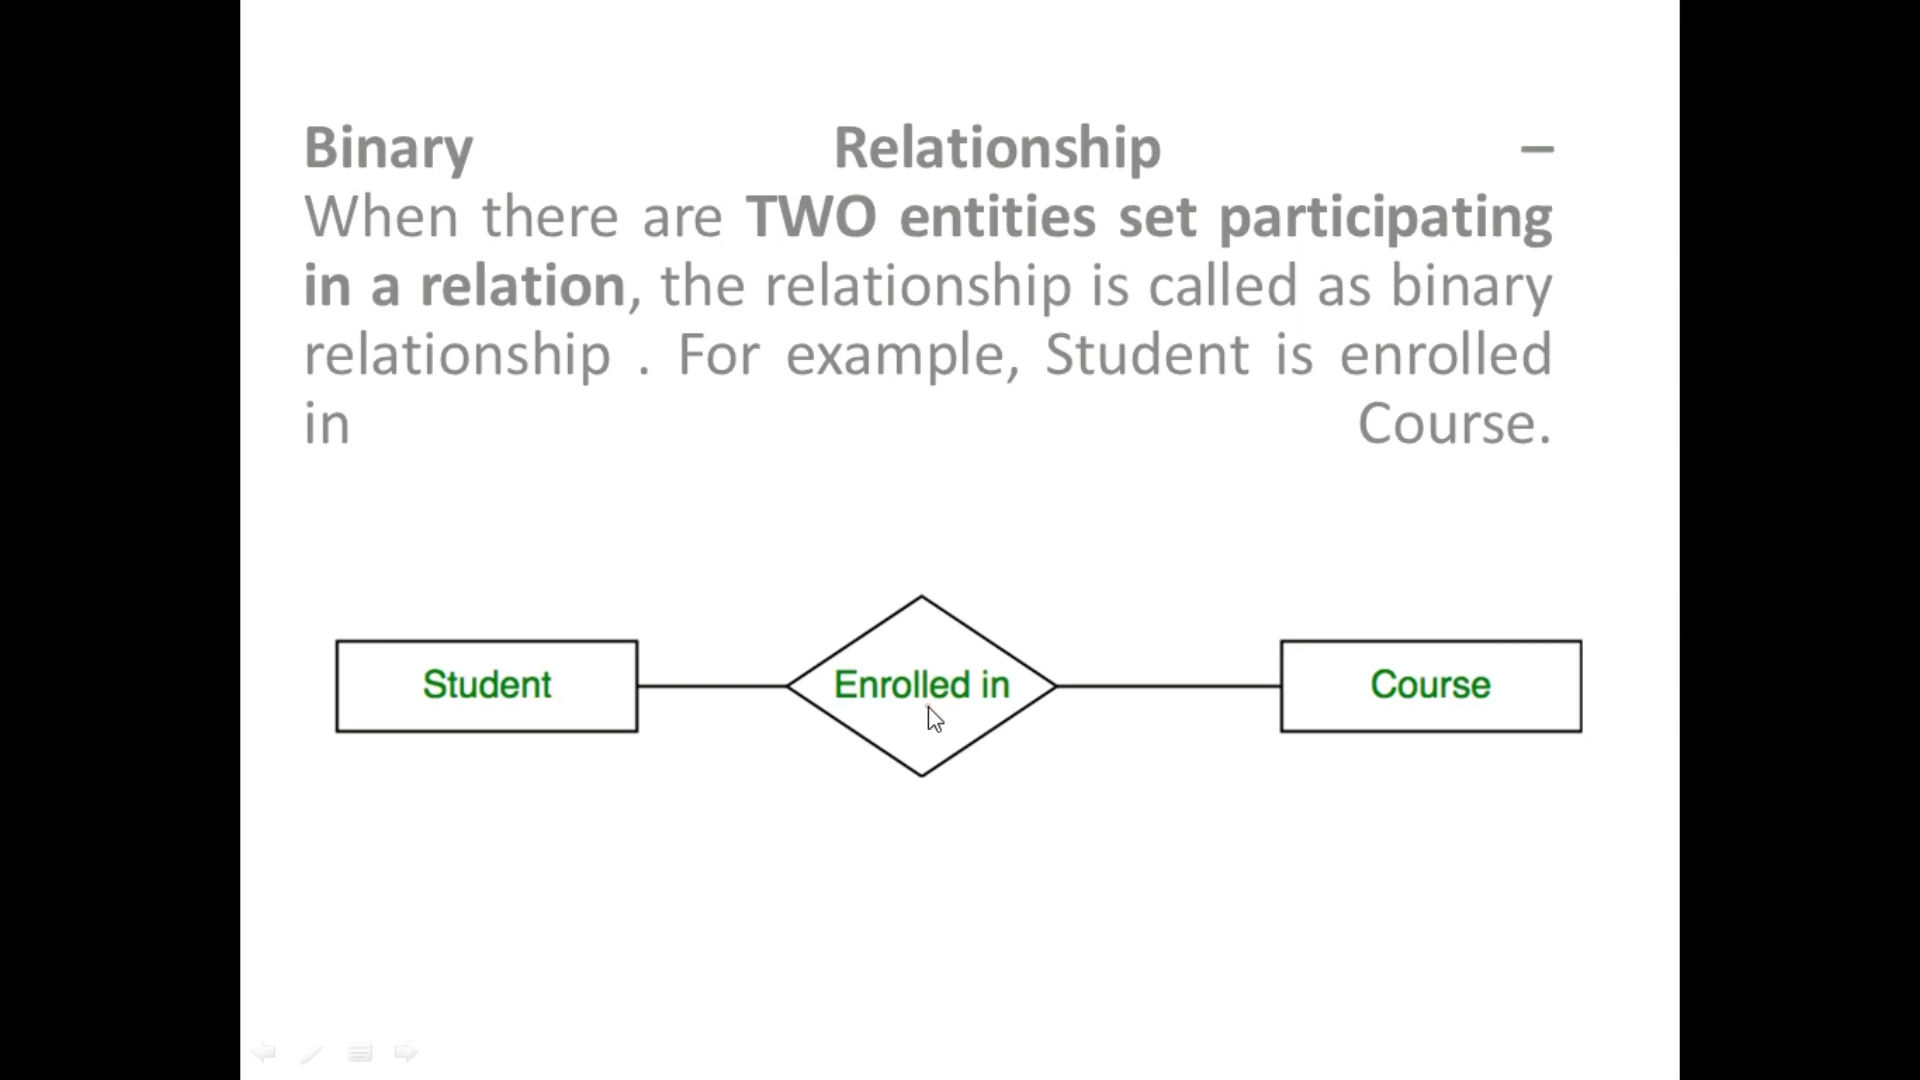 Binary Relationship –
When there are TWO entities set participating
in a relation, the relationship is called as binary
relationship . For example, Student is enrolled
in Course.
Student
Enrolled in
Course